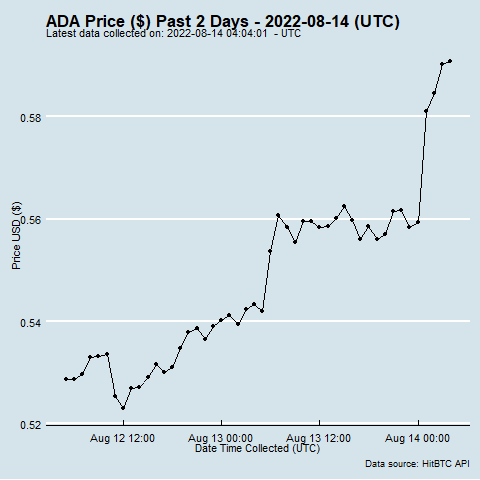 ADA Price ($) Past 2 Days - 2022-08-14 (UTC)
Latest data collected on: 2022-08-14 04:04:01 - UTC
Price USD ($)
0.58
0.56
0.54
0.52
Aug 12 12:00 Aug 13 00:00 Aug 13 12:00 Aug 14 00:00
Date Time Collected (UTC)
Data source: HitBTC API